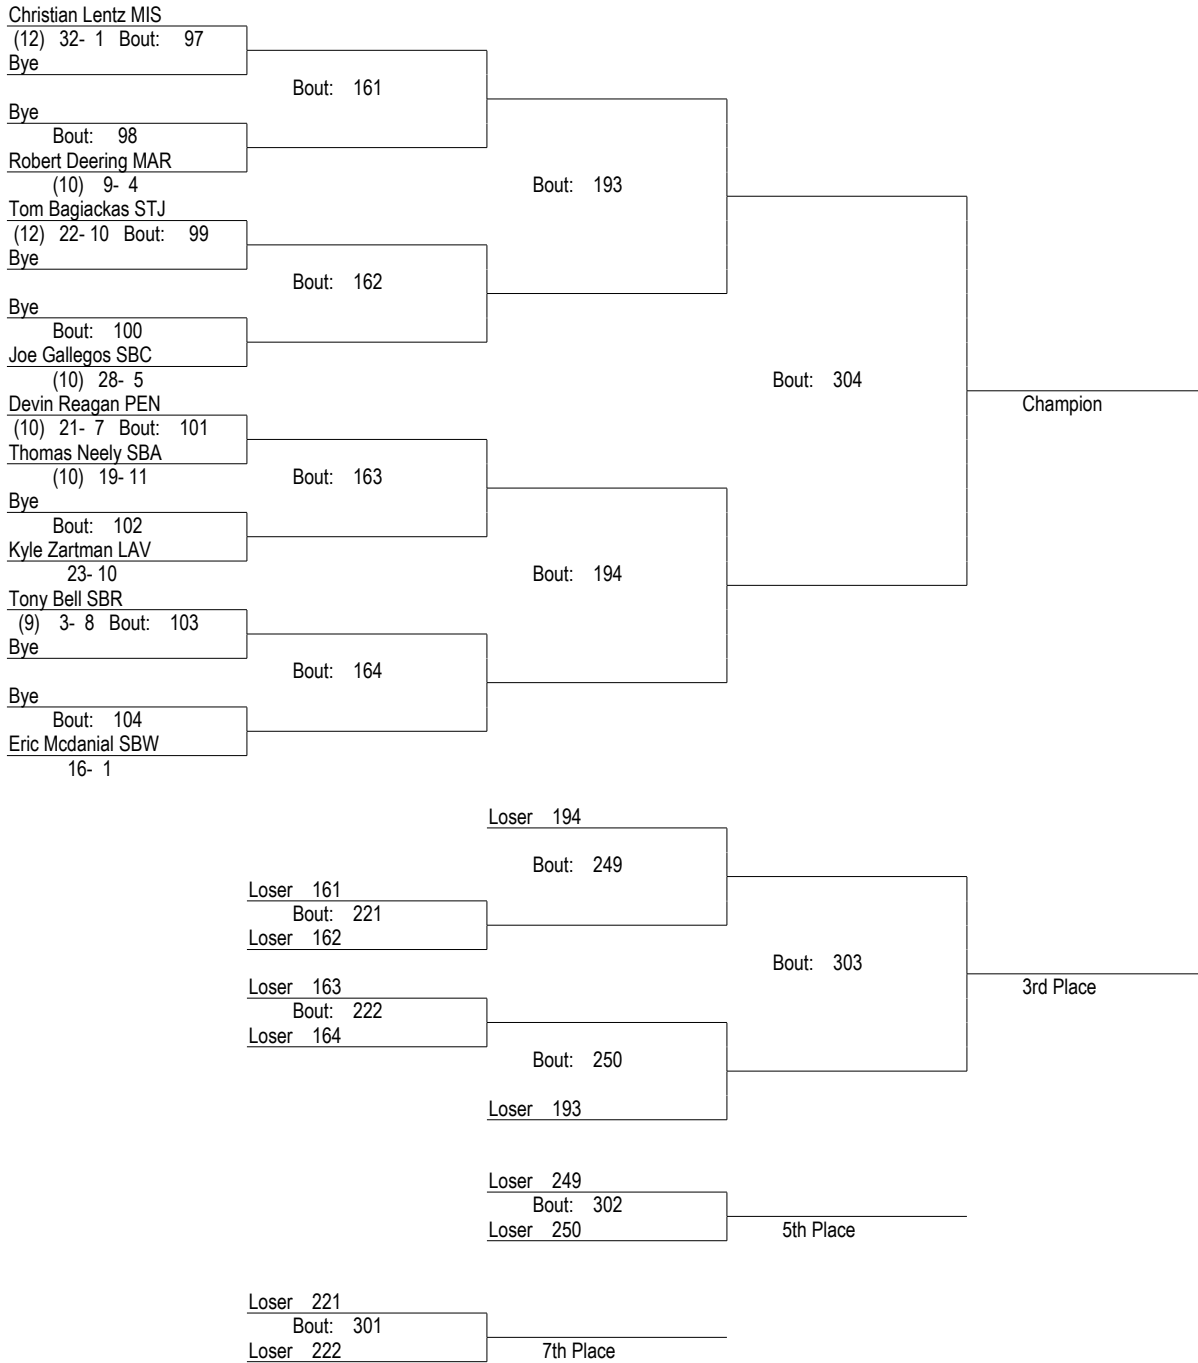 Christian Lentz MIS
(12) 32- 1 Bout: 97
Bye
Bout: 161
Bye
Bout: 98
Robert Deering MAR
(10) 9- 4
Bout: 193
Tom Bagiackas STJ
(12) 22- 10 Bout: 99
Bye
Bout: 162
Bye
Bout: 100
Joe Gallegos SBC
(10) 28- 5
Bout: 304
Devin Reagan PEN
Champion
(10) 21- 7 Bout: 101
Thomas Neely SBA
(10) 19- 11
Bout: 163
Bye
Bout: 102
Kyle Zartman LAV
23- 10
Bout: 194
Tony Bell SBR
(9) 3- 8 Bout: 103
Bye
Bout: 164
Bye
Bout: 104
Eric Mcdanial SBW
16- 1
Loser 194
Bout: 249
Loser 161
Bout: 221
Loser 162
Bout: 303
Loser 163
3rd Place
Bout: 222
Loser 164
Bout: 250
Loser 193
Loser 249
Bout: 302
Loser 250
5th Place
Loser 221
Bout: 301
Loser 222
7th Place